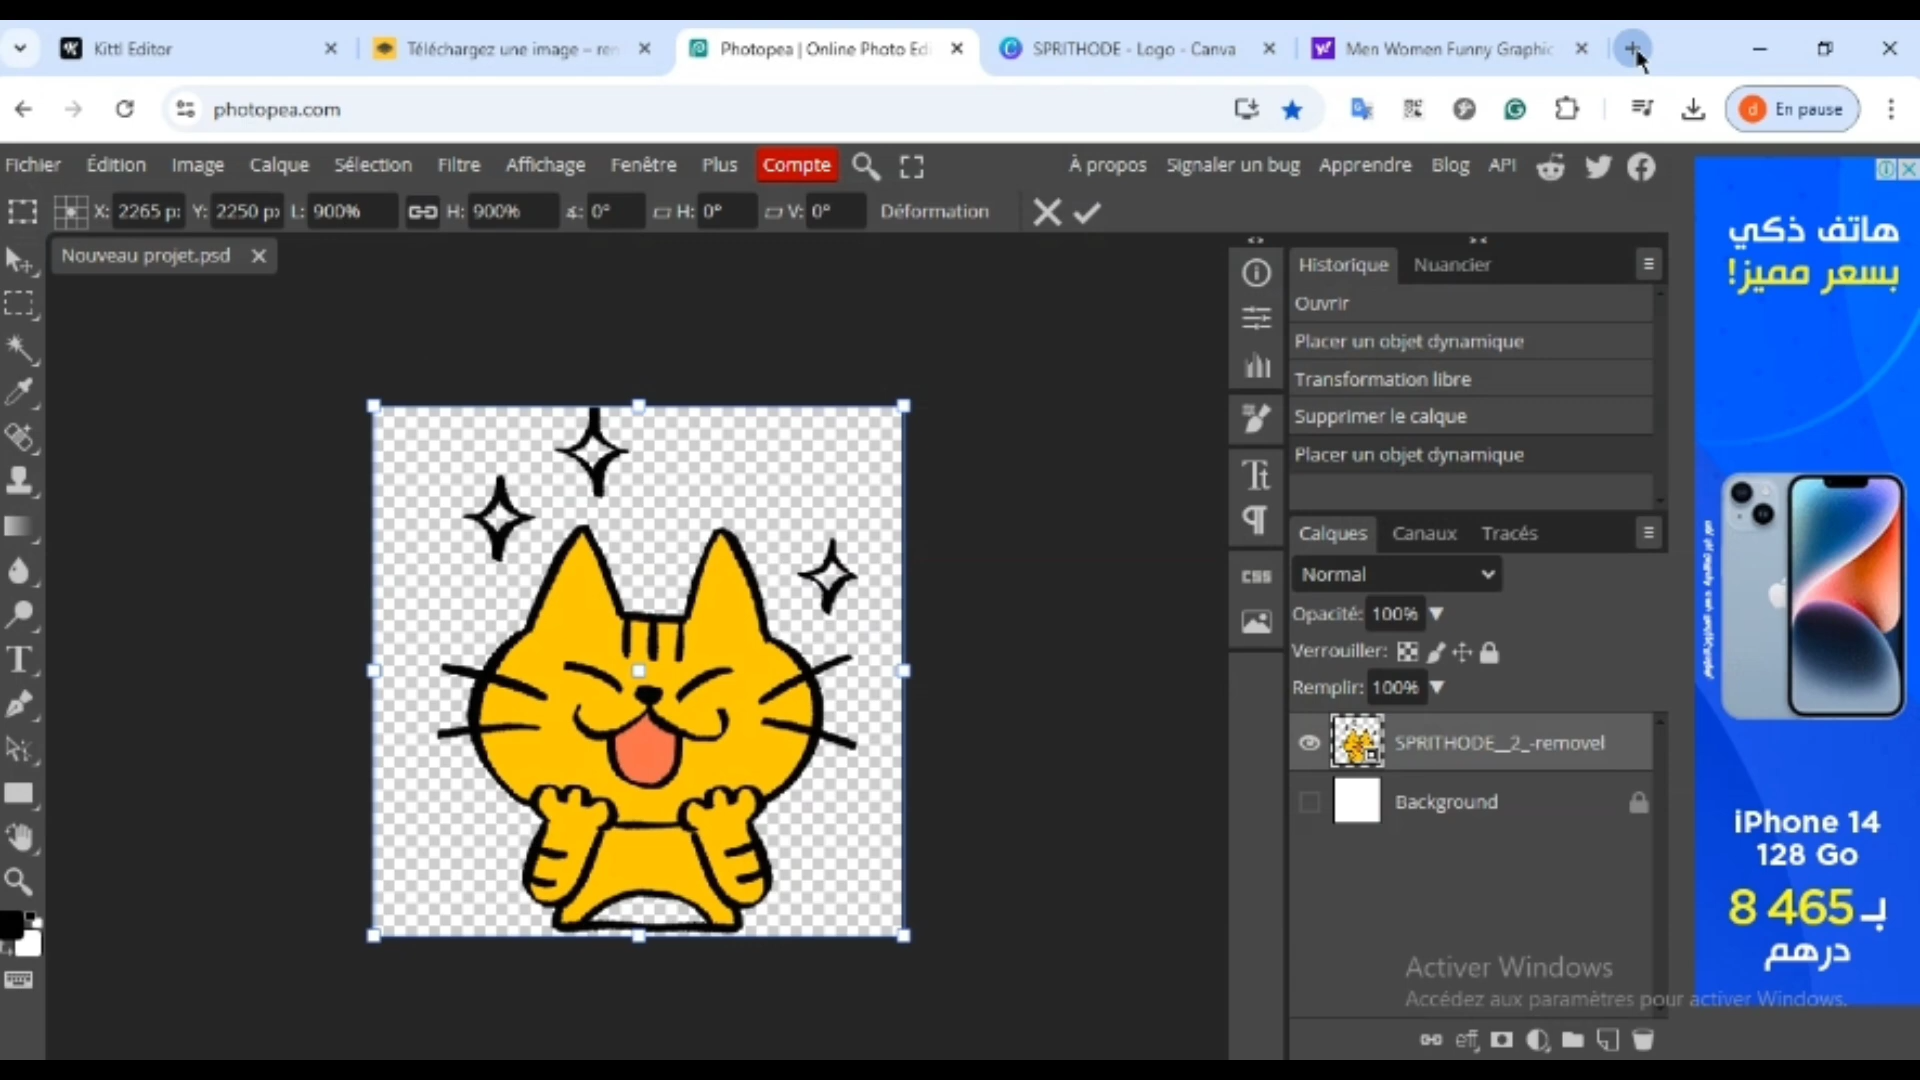 Kittl Editor
Téléchargez une image – ren
Photopea | Online Photo Edi
SPRITHODE - Logo - Canva
Men Women Funny Graphic
photopea.com
En pause
Fichier Édition Image Calque Sélection Filtre Affichage Fenêtre Plus Compte À propos Signaler un bug Apprendre Blog API
X: 2265 p: Y: 2250 p: L: 900% H: 900% 0° H: 0° V: 0° Déformation
Nouveau projet.psd
Historique Nuancier
Ouvrir
Placer un objet dynamique
Transformation libre
Supprimer le calque
Placer un objet dynamique
Calques Canaux Tracés
CSS
Normal
Opacité: 100%
Verrouiller:
Remplir: 100%
SPRITHODE__2_-removel
Background
Activer Windows
Accédez aux paramètres pour activer Windows.
هاتف ذكي
بسعر مميز!
iPhone 14
128 Go
بـ 8 465
درهم